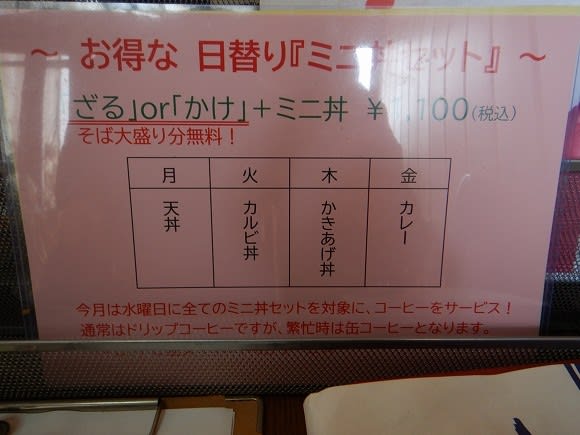 ～ お得な 日替り『ミニ丼セット』 ～
ざる」or「かけ」＋ミニ丼 ￥1,100(税込)
そば大盛り分無料！
月 火 木 金
天丼 カルビ丼 かきあげ丼 カレー
今月は水曜日に全てのミニ丼セットを対象に、コーヒーをサービス！
通常はドリップコーヒーですが、繁忙時は缶コーヒーとなります。